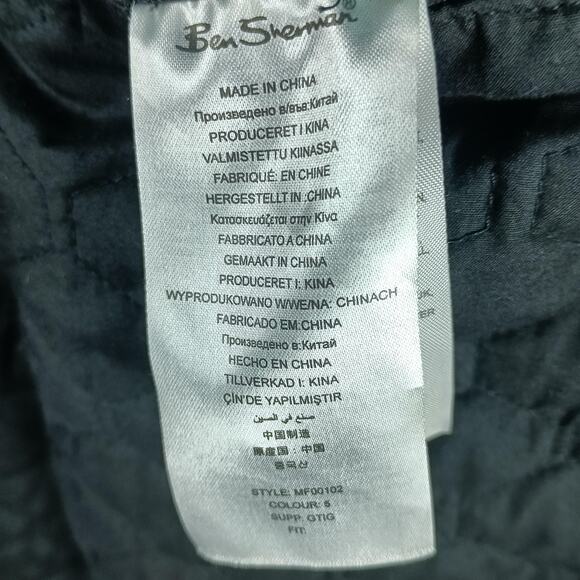 Ben Sherman®
MADE IN CHINA
Произведено в/във:Китай
PRODUCERET I KINA
VALMISTETTU KIINASSA
FABRIQUÉ: EN CHINE
HERGESTELLT IN :CHINA
Κατασκευάζεται στην Κίνα
FABBRICATO A CHINA
GEMAAKT IN CHINA
PRODUCERET I: KINA
WYPRODUKOWANO W/WE/NA: CHINACH
FABRICADO EM:CHINA
Произведено в:Китай
HECHO EN CHINA
TILLVERKAD I: KINA
ÇİN'DE YAPILMIŞTIR
صنع في الصين
中国制造
原産国：中国
중국산
STYLE: MF00102
COLOUR: 5
SUPP: GTIG
FIT: